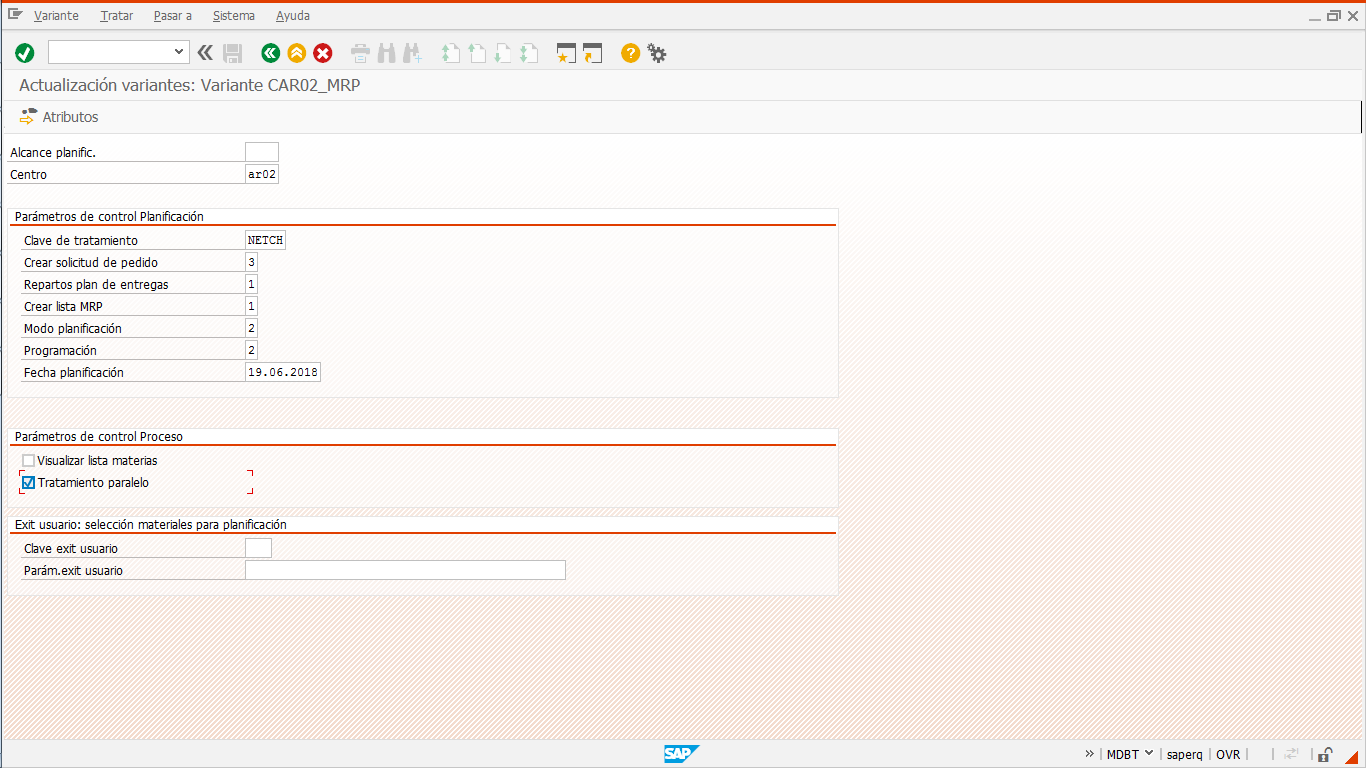 Variante Tratar Pasar a Sistema Ayuda
Actualización variantes: Variante CAR02_MRP
Atributos
Alcance planific.
Centro ar02
Parámetros de control Planificación
Clave de tratamiento NETCH
Crear solicitud de pedido 3
Repartos plan de entregas 1
Crear lista MRP 1
Modo planificación 2
Programación 2
Fecha planificación 19.06.2018
Parámetros de control Proceso
Visualizar lista materias
Tratamiento paralelo
Exit usuario: selección materiales para planificación
Clave exit usuario
Parám.exit usuario
SAP MDBT saperq OVR